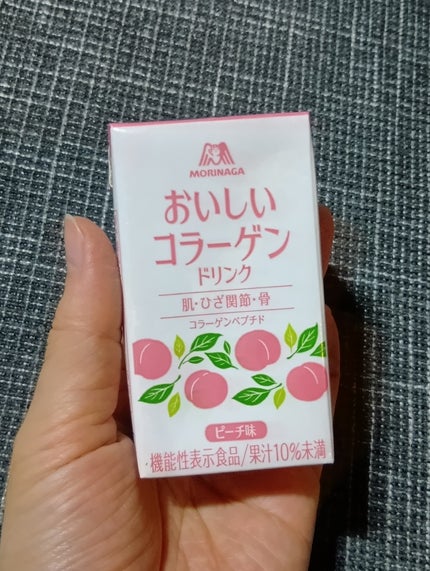 MORINAGA
おいしい
コラーゲン
ドリンク
肌・ひざ関節・骨
コラーゲンペプチド
ピーチ味
・機能性表示食品/果汁10%未満